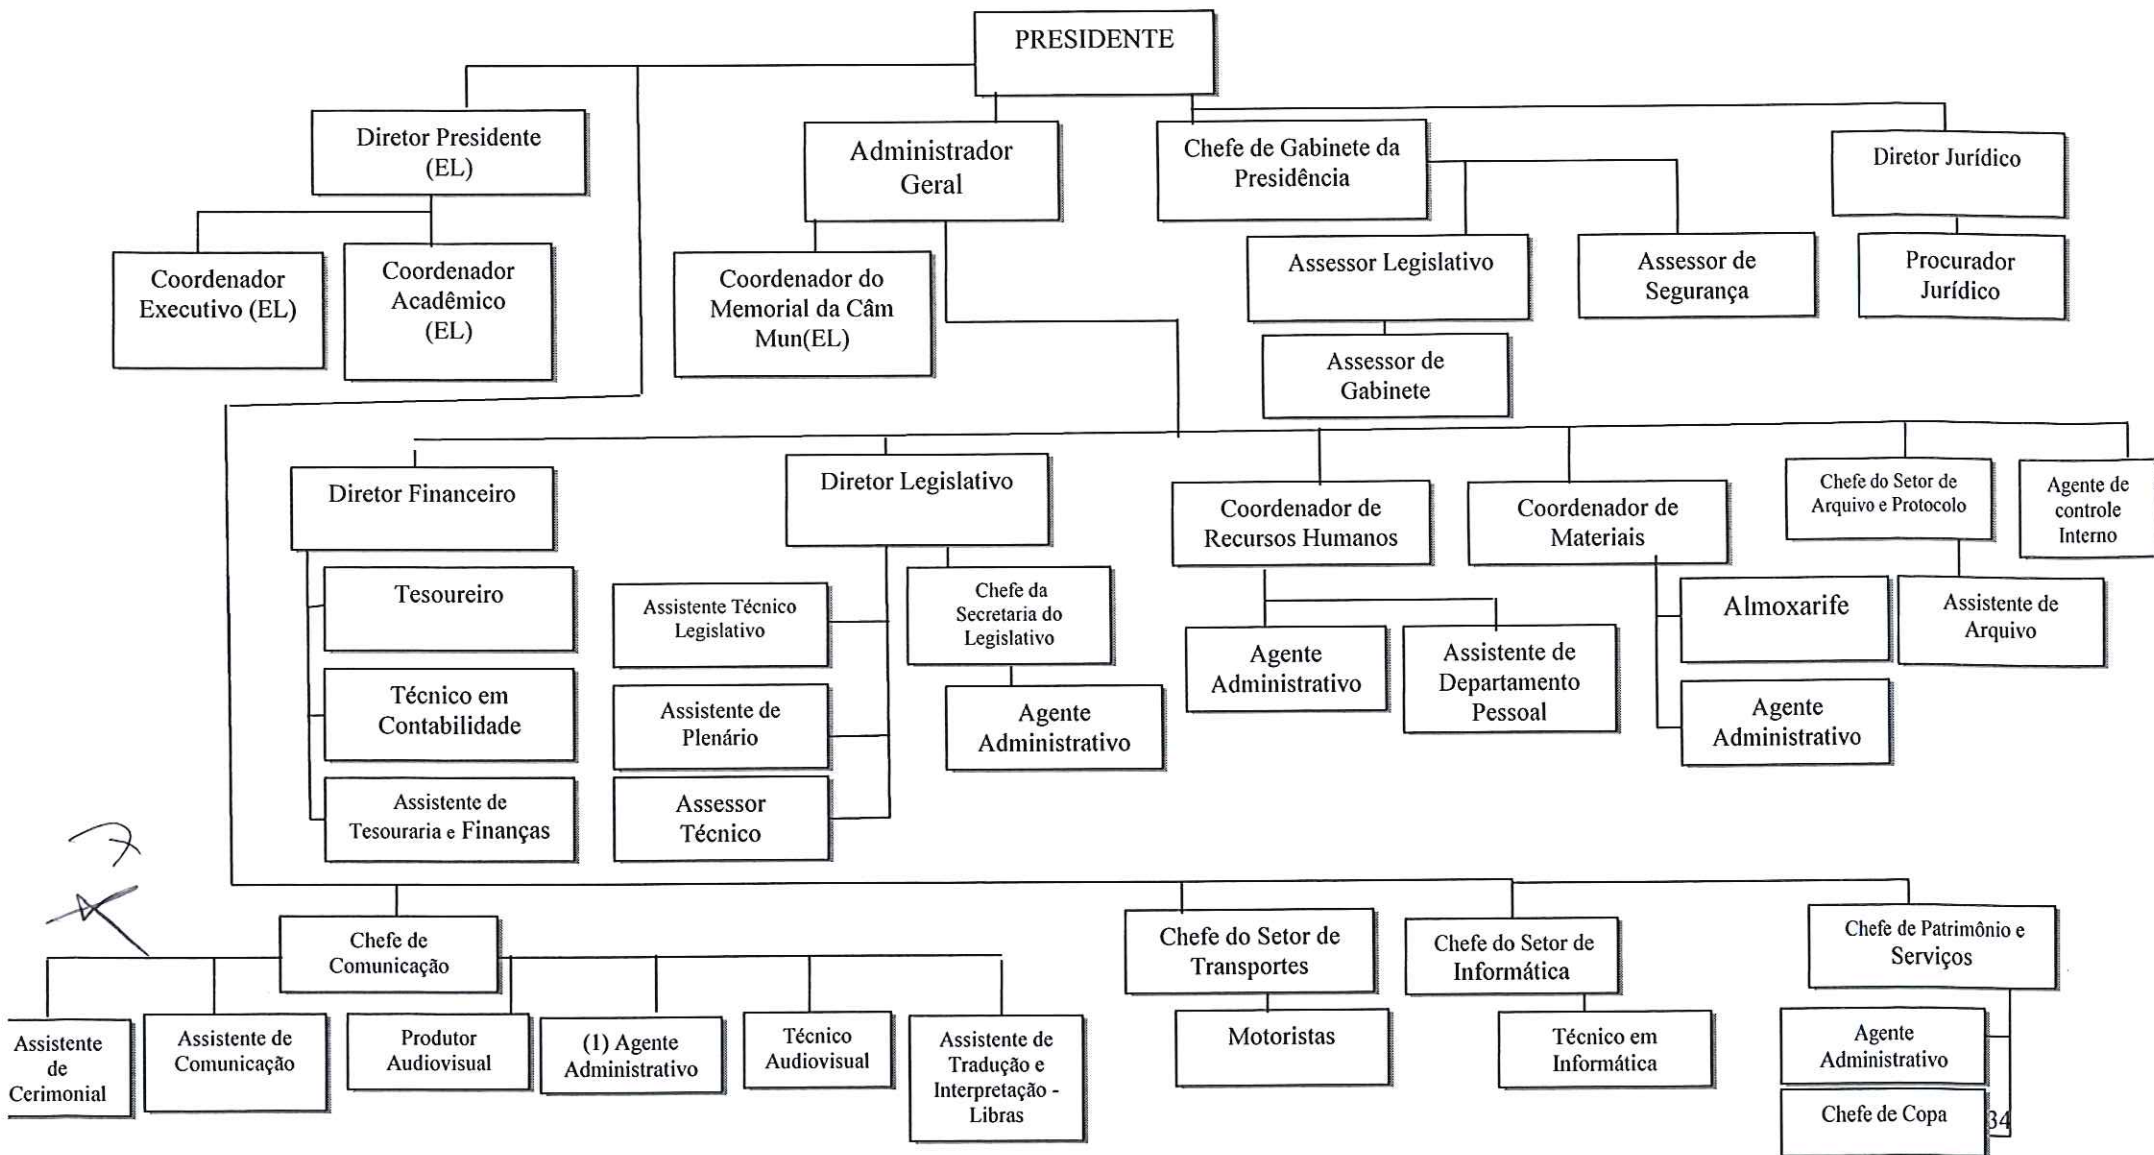 PRESIDENTE
Diretor Presidente
(EL)
Administrador
Geral
Chefe de Gabinete da
Presidência
Diretor Jurídico
Coordenador
Executivo (EL)
Coordenador
Acadêmico
(EL)
Coordenador do
Memorial da Câm
Mun(EL)
Assessor Legislativo
Assessor de
Segurança
Procurador
Jurídico
Assessor de
Gabinete
Diretor Financeiro
Diretor Legislativo
Coordenador de
Recursos Humanos
Coordenador de
Materiais
Chefe do Setor de
Arquivo e Protocolo
Agente de
controle
Interno
Tesoureiro
Técnico em
Contabilidade
Assistente de
Tesouraria e Finanças
Assistente Técnico
Legislativo
Assistente de
Plenário
Assessor
Técnico
Chefe da
Secretaria do
Legislativo
Agente
Administrativo
Agente
Administrativo
Assistente de
Departamento
Pessoal
Almoxarife
Agente
Administrativo
Assistente de
Arquivo
Chefe de
Comunicação
Chefe do Setor de
Transportes
Chefe do Setor de
Informática
Chefe de Patrimônio e
Serviços
Assistente
de
Cerimonial
Assistente de
Comunicação
Produtor
Audiovisual
(1) Agente
Administrativo
Técnico
Audiovisual
Assistente de
Tradução e
Interpretação -
Libras
Motoristas
Técnico em
Informática
Agente
Administrativo
Chefe de Copa
34